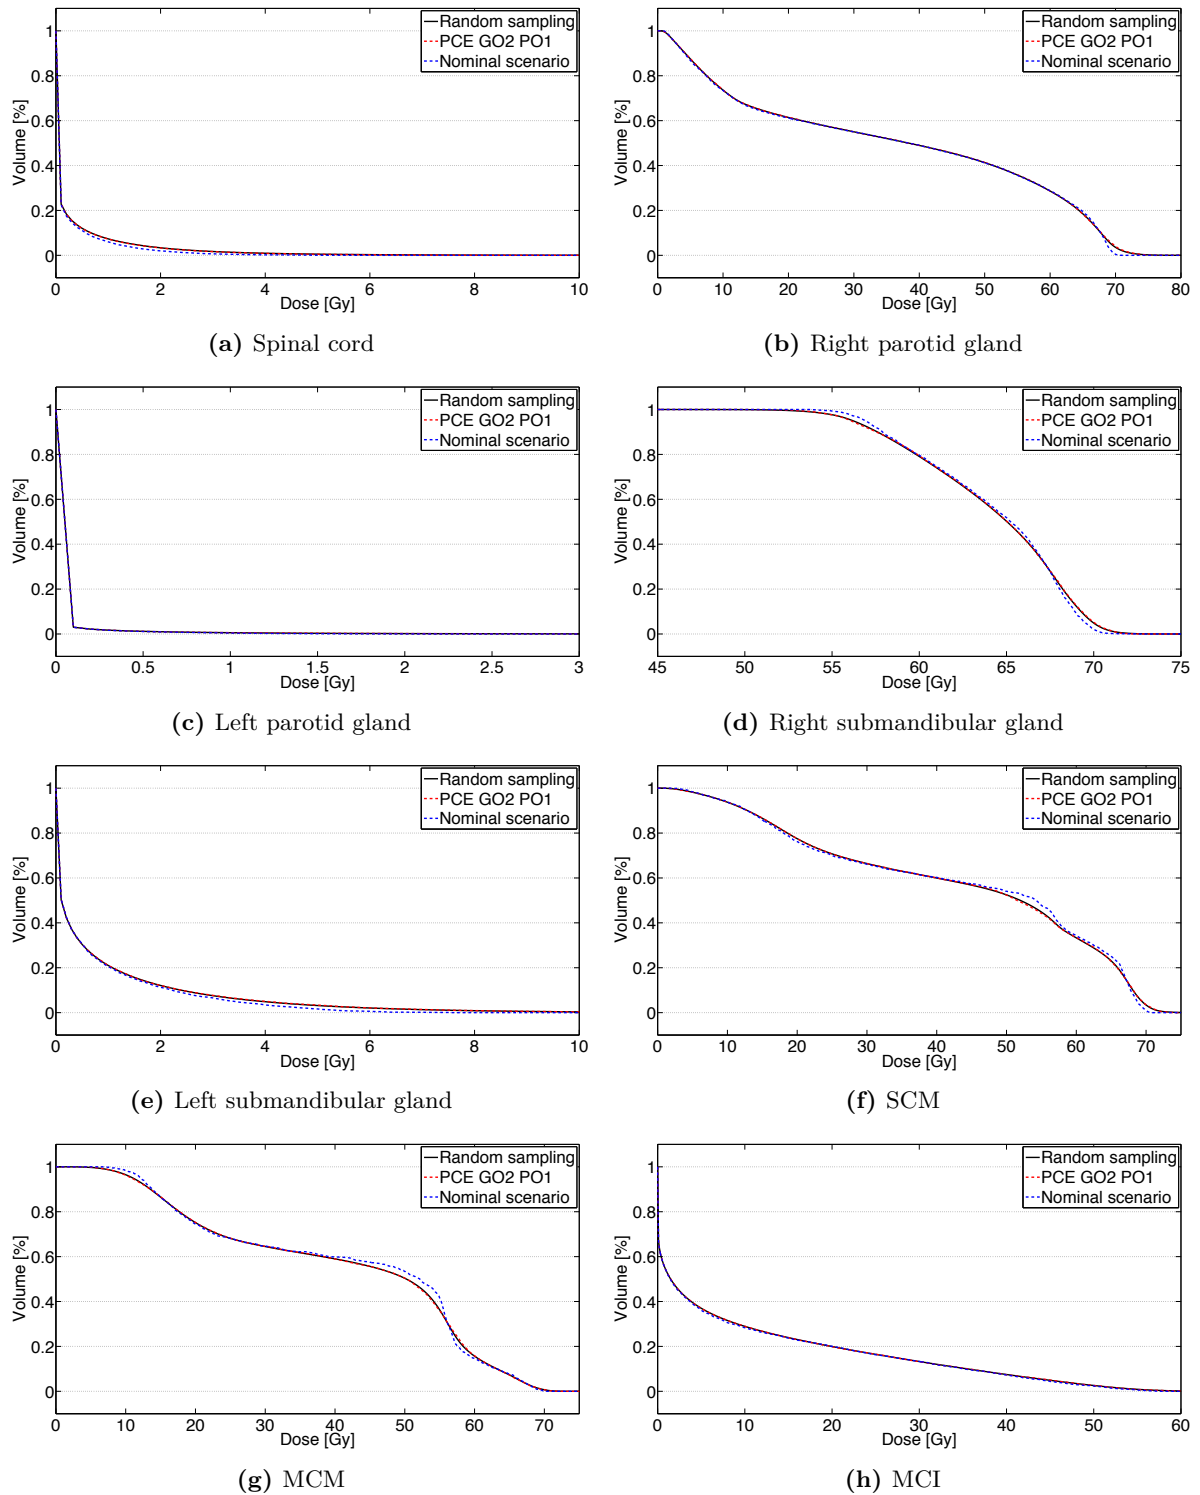 Random sampling
PCE GO2 PO1
Nominal scenario
Volume [%]
1
0.8
0.6
0.4
0.2
0
0 2 4 6 8 10
Dose [Gy]
(a) Spinal cord
Random sampling
PCE GO2 PO1
Nominal scenario
Volume [%]
1
0.8
0.6
0.4
0.2
0
0 10 20 30 40 50 60 70 80
Dose [Gy]
(b) Right parotid gland
Random sampling
PCE GO2 PO1
Nominal scenario
Volume [%]
1
0.8
0.6
0.4
0.2
0
0 0.5 1 1.5 2 2.5 3
Dose [Gy]
(c) Left parotid gland
Random sampling
PCE GO2 PO1
Nominal scenario
Volume [%]
1
0.8
0.6
0.4
0.2
0
45 50 55 60 65 70 75
Dose [Gy]
(d) Right submandibular gland
Random sampling
PCE GO2 PO1
Nominal scenario
Volume [%]
1
0.8
0.6
0.4
0.2
0
0 2 4 6 8 10
Dose [Gy]
(e) Left submandibular gland
Random sampling
PCE GO2 PO1
Nominal scenario
Volume [%]
1
0.8
0.6
0.4
0.2
0
0 10 20 30 40 50 60 70
Dose [Gy]
(f) SCM
Random sampling
PCE GO2 PO1
Nominal scenario
Volume [%]
1
0.8
0.6
0.4
0.2
0
0 10 20 30 40 50 60 70
Dose [Gy]
(g) MCM
Random sampling
PCE GO2 PO1
Nominal scenario
Volume [%]
1
0.8
0.6
0.4
0.2
0
0 10 20 30 40 50 60
Dose [Gy]
(h) MCI